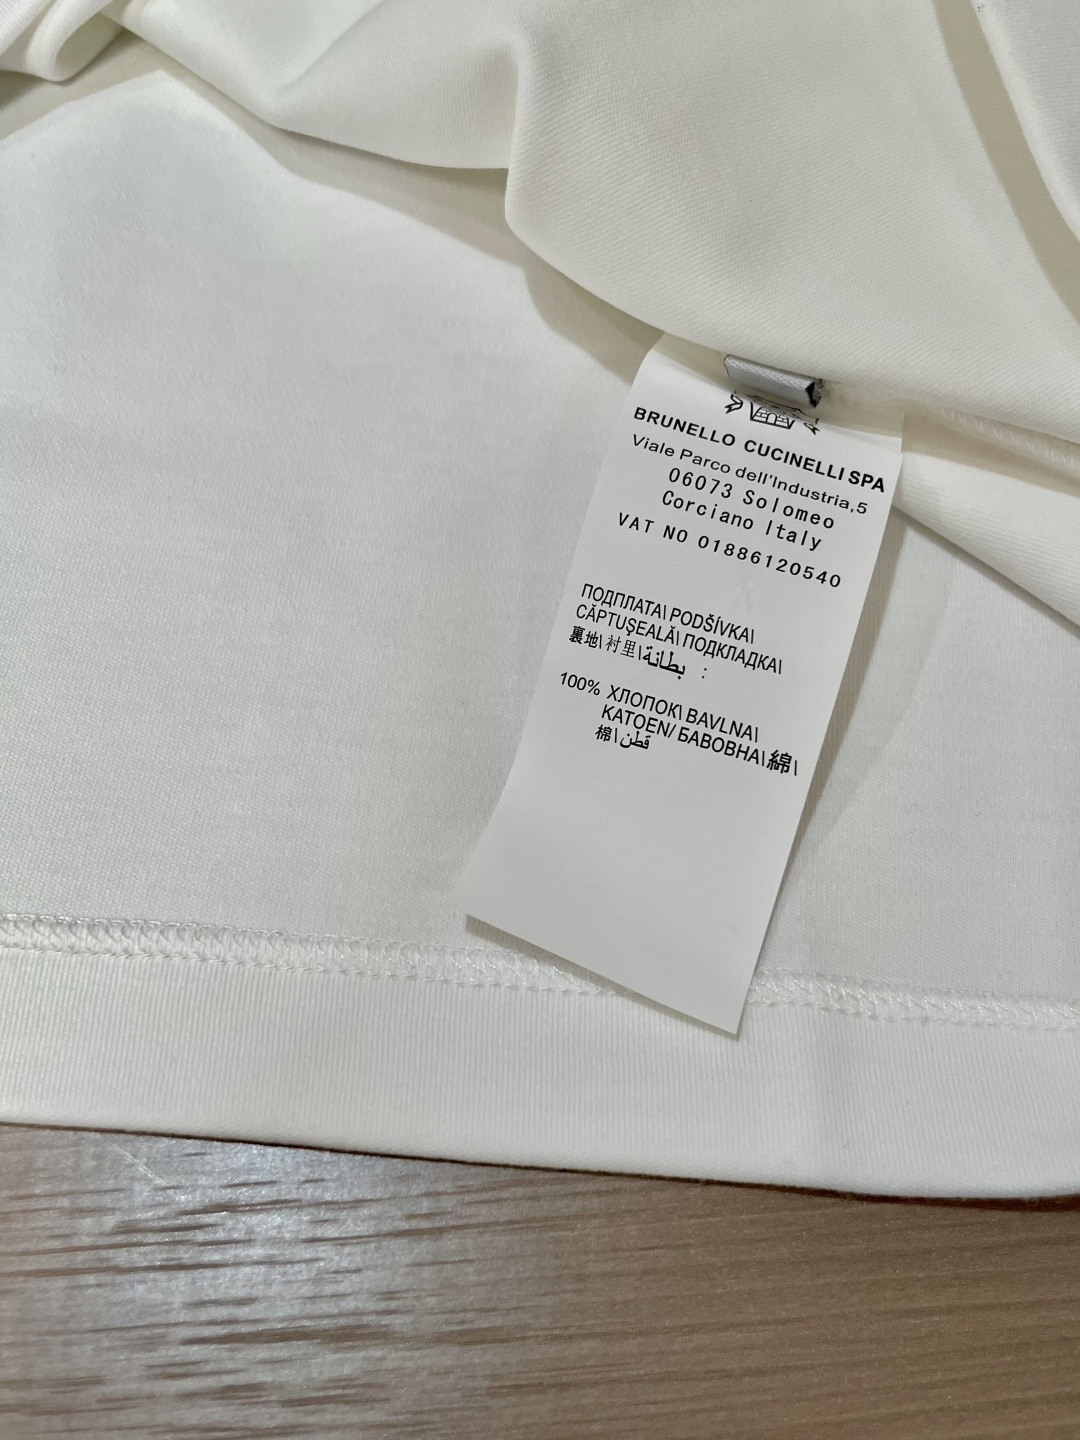 BRUNELLO CUCINELLI SPA
Viale Parco dell'Industria,5
06073 Solomeo
Corciano Italy
VAT NO 01886120540
ПОДПЛАТА\ PODŠÍVKA\
CĂPTUŞEALĂ\ ПОДКЛАДКА\
裏地\ 衬里\ بطانة :
100% ХЛОПОК\ BAVLNA\
KATOEN/ БАВОВНА\ 綿\
棉\ قطن